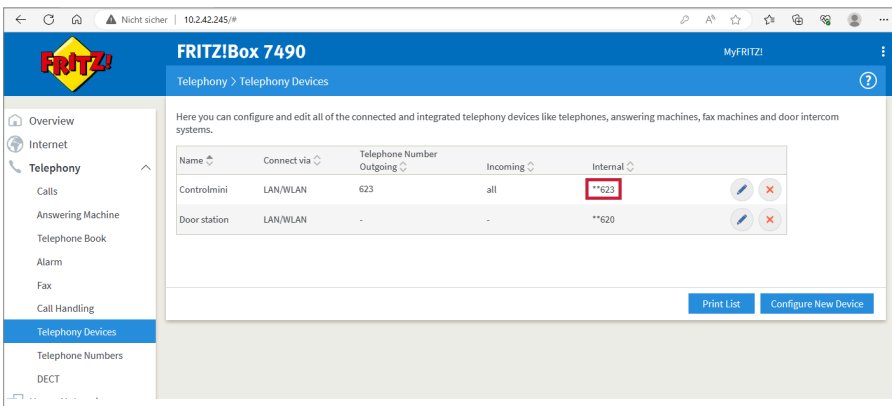 Nicht sicher | 10.2.42.245/#
FRITZ!
FRITZ!Box 7490
MyFRITZ!
Telephony > Telephony Devices
?
Overview
Internet
Telephony
Calls
Answering Machine
Telephone Book
Alarm
Fax
Call Handling
Telephony Devices
Telephone Numbers
DECT
Here you can configure and edit all of the connected and integrated telephony devices like telephones, answering machines, fax machines and door intercom
systems.
Name Connect via Telephone Number Outgoing Incoming Internal
Controlmini LAN/WLAN 623 all **623
Door station LAN/WLAN - - **620
Print List Configure New Device